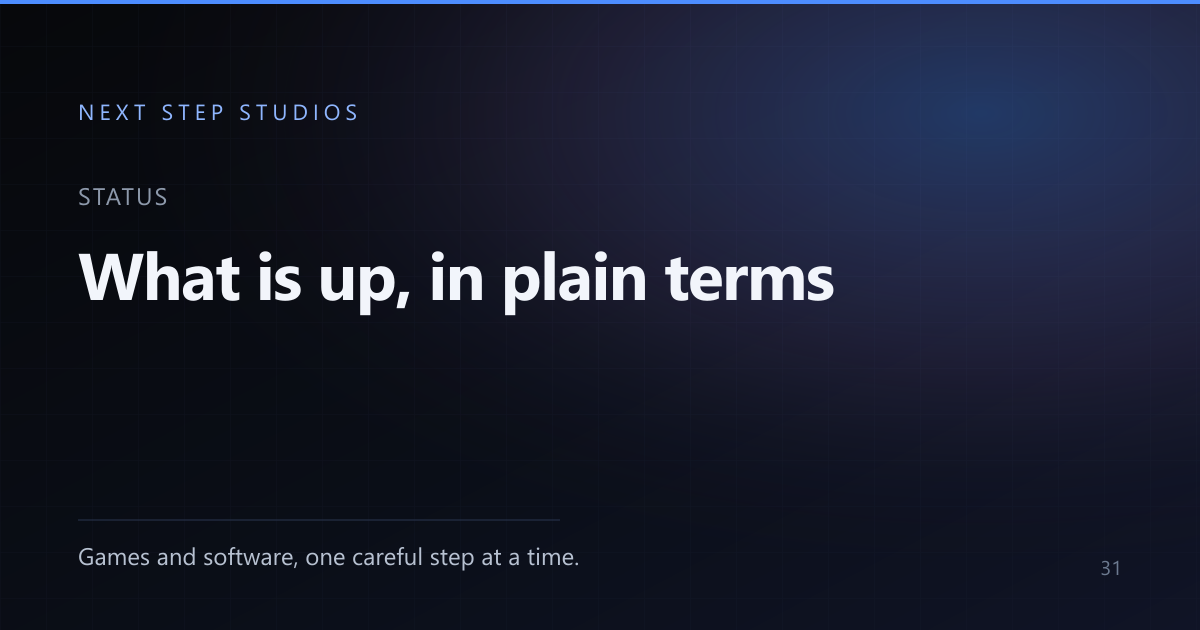 NEXT STEP STUDIOS
STATUS
What is up, in plain terms
Games and software, one careful step at a time.
31